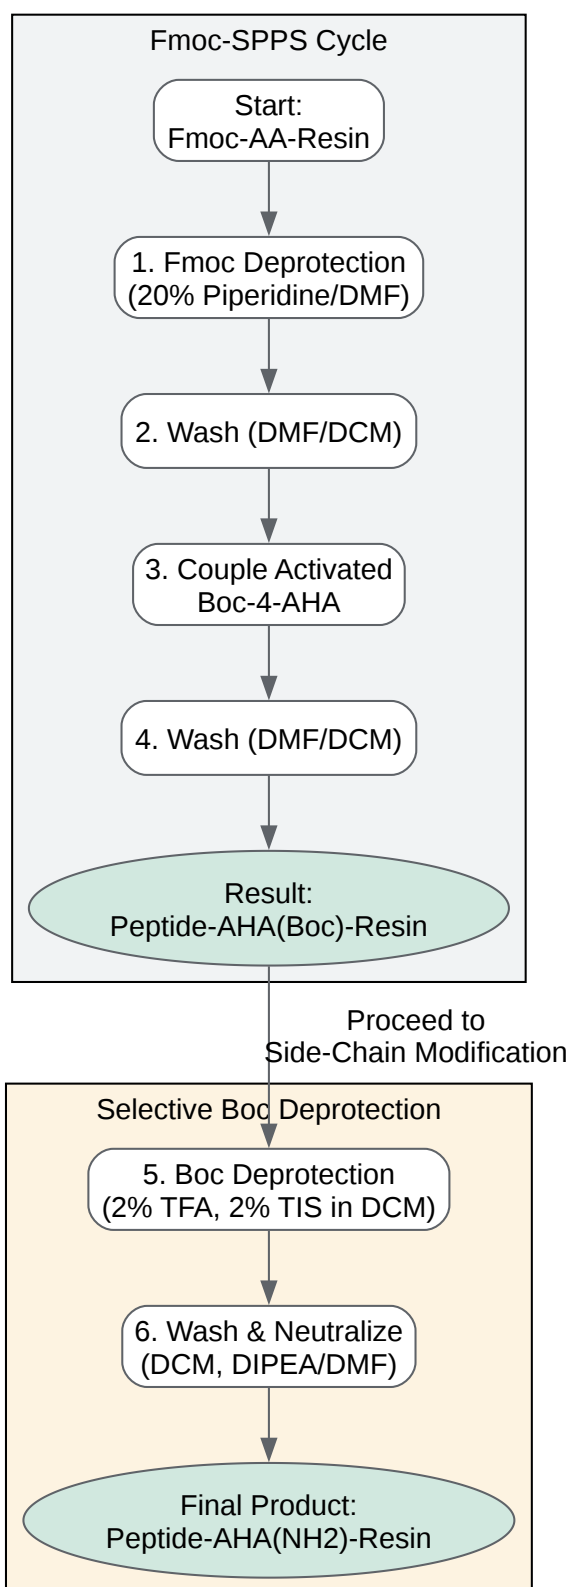 Fmoc-SPPS Cycle
Start:
Fmoc-AA-Resin
1. Fmoc Deprotection
(20% Piperidine/DMF)
2. Wash (DMF/DCM)
3. Couple Activated
Boc-4-AHA
4. Wash (DMF/DCM)
Result:
Peptide-AHA(Boc)-Resin
Proceed to
Side-Chain Modification
Selective Boc Deprotection
5. Boc Deprotection
(2% TFA, 2% TIS in DCM)
6. Wash & Neutralize
(DCM, DIPEA/DMF)
Final Product:
Peptide-AHA(NH2)-Resin